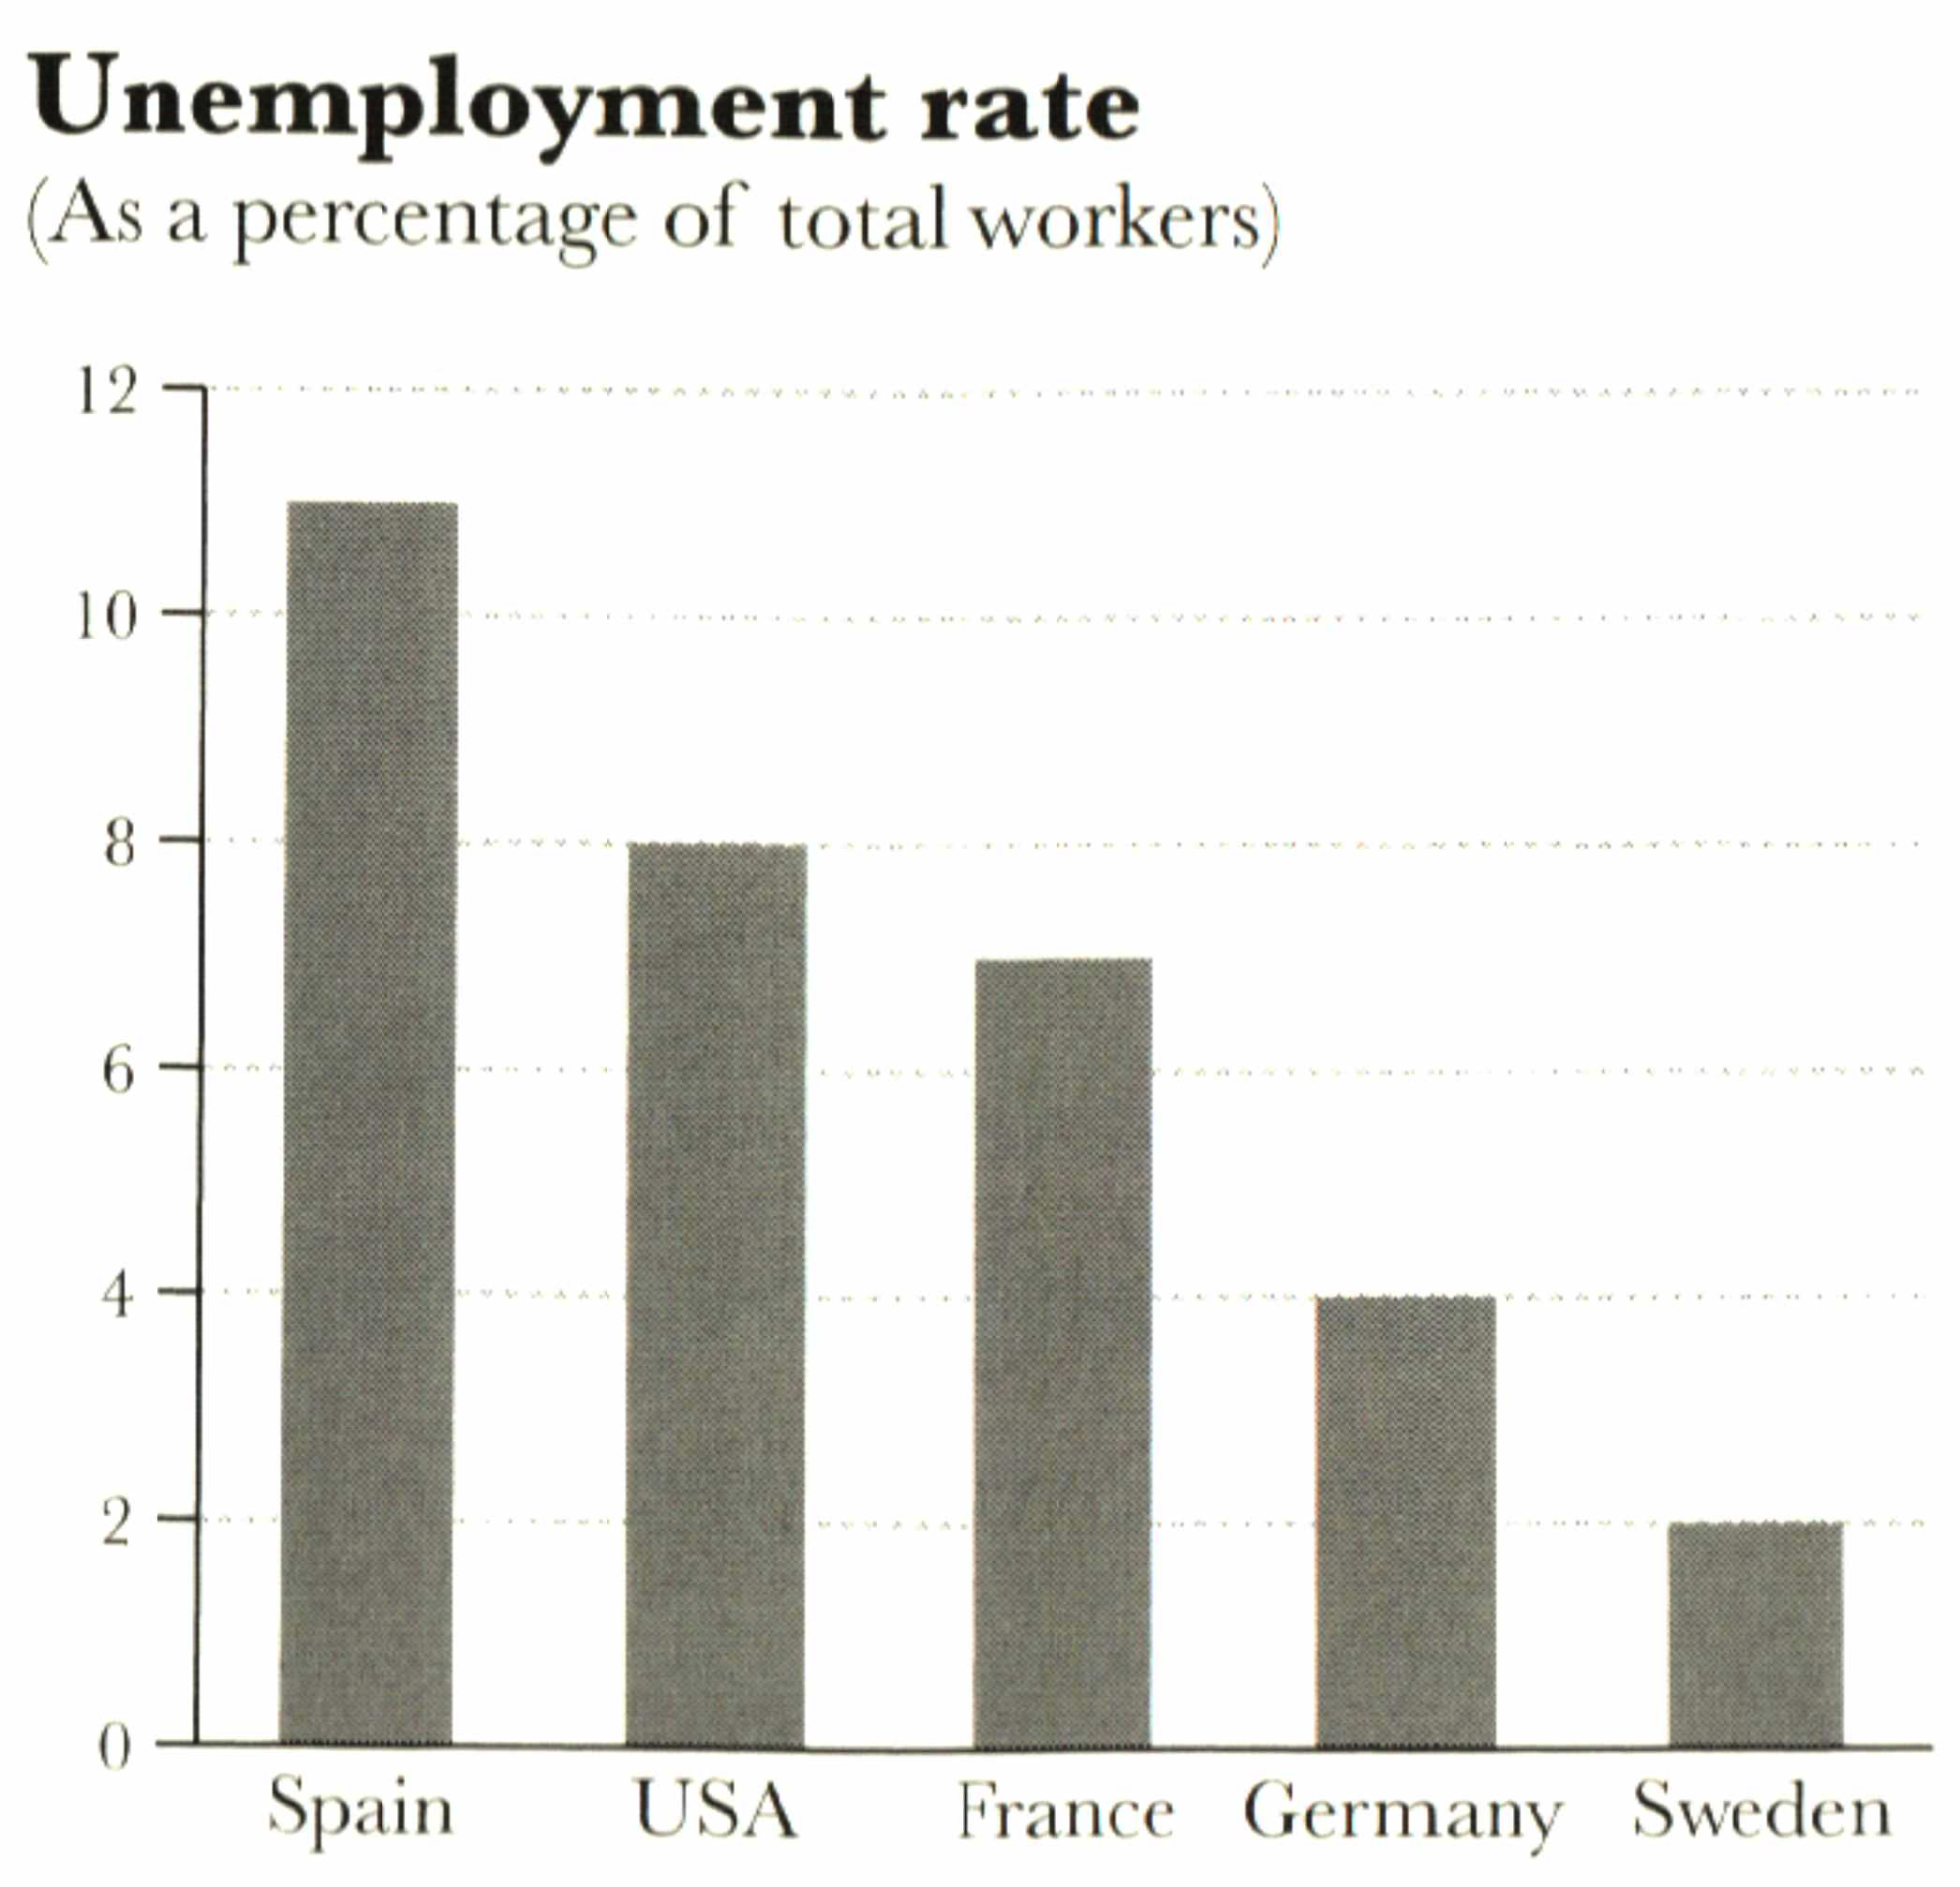 Unemployment rate
(As a percentage of total workers)
12
10
8
6
4
2
0
Spain USA France Germany Sweden